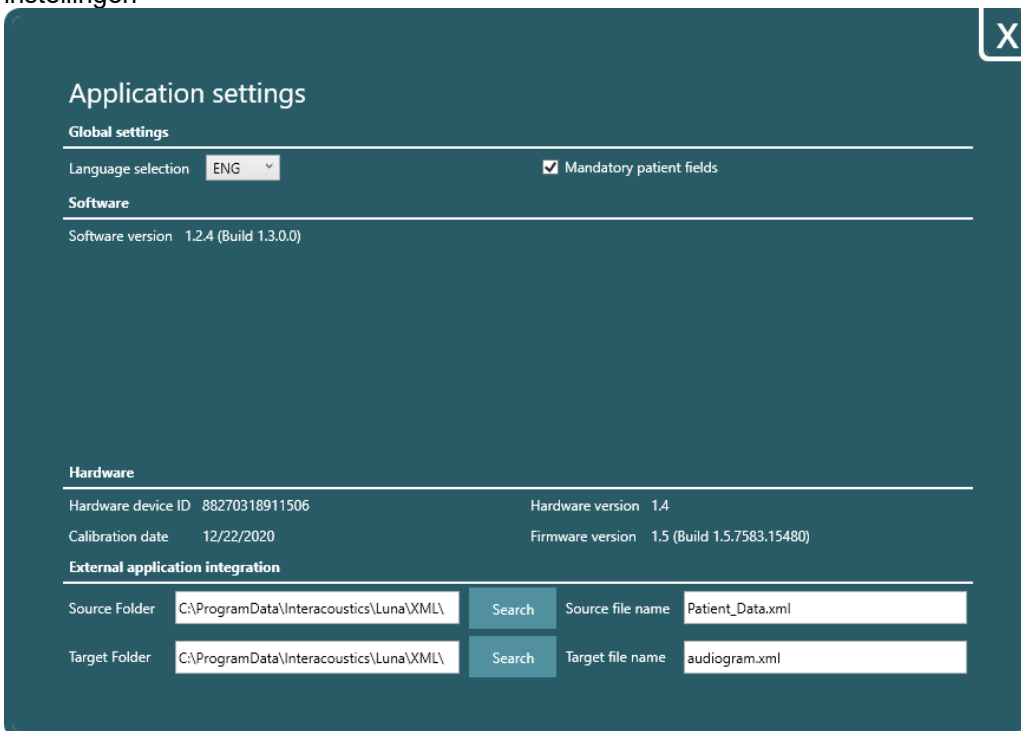 instellingen
X
Application settings
Global settings
Language selection ENG Mandatory patient fields
Software
Software version 1.2.4 (Build 1.3.0.0)
Hardware
Hardware device ID 88270318911506 Hardware version 1.4
Calibration date 12/22/2020 Firmware version 1.5 (Build 1.5.7583.15480)
External application integration
Source Folder C:\ProgramData\Interacoustics\Luna\XML\ Search Source file name Patient_Data.xml
Target Folder C:\ProgramData\Interacoustics\Luna\XML\ Search Target file name audiogram.xml